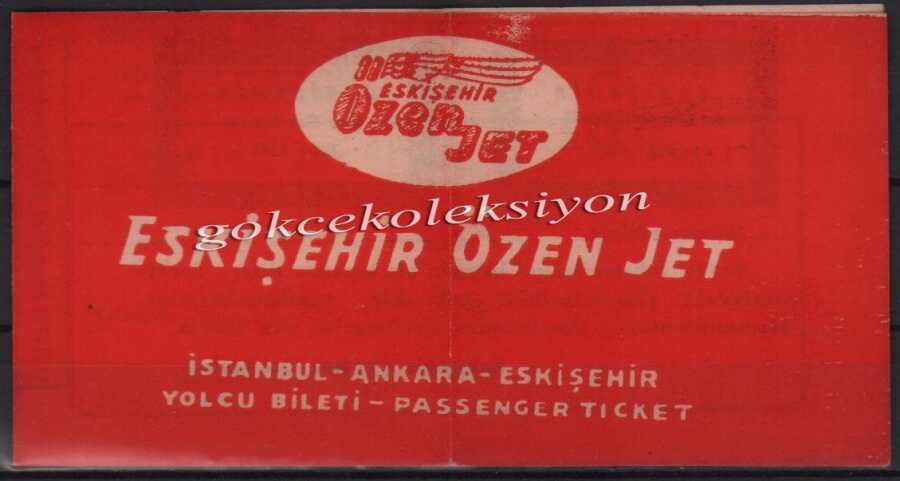 ESKİŞEHİR
Özen
JET
gokcekoleksiyon
ESKİŞEHİR ÖZEN JET
İSTANBUL-ANKARA-ESKİŞEHİR
YOLCU BİLETİ-PASSENGER TICKET